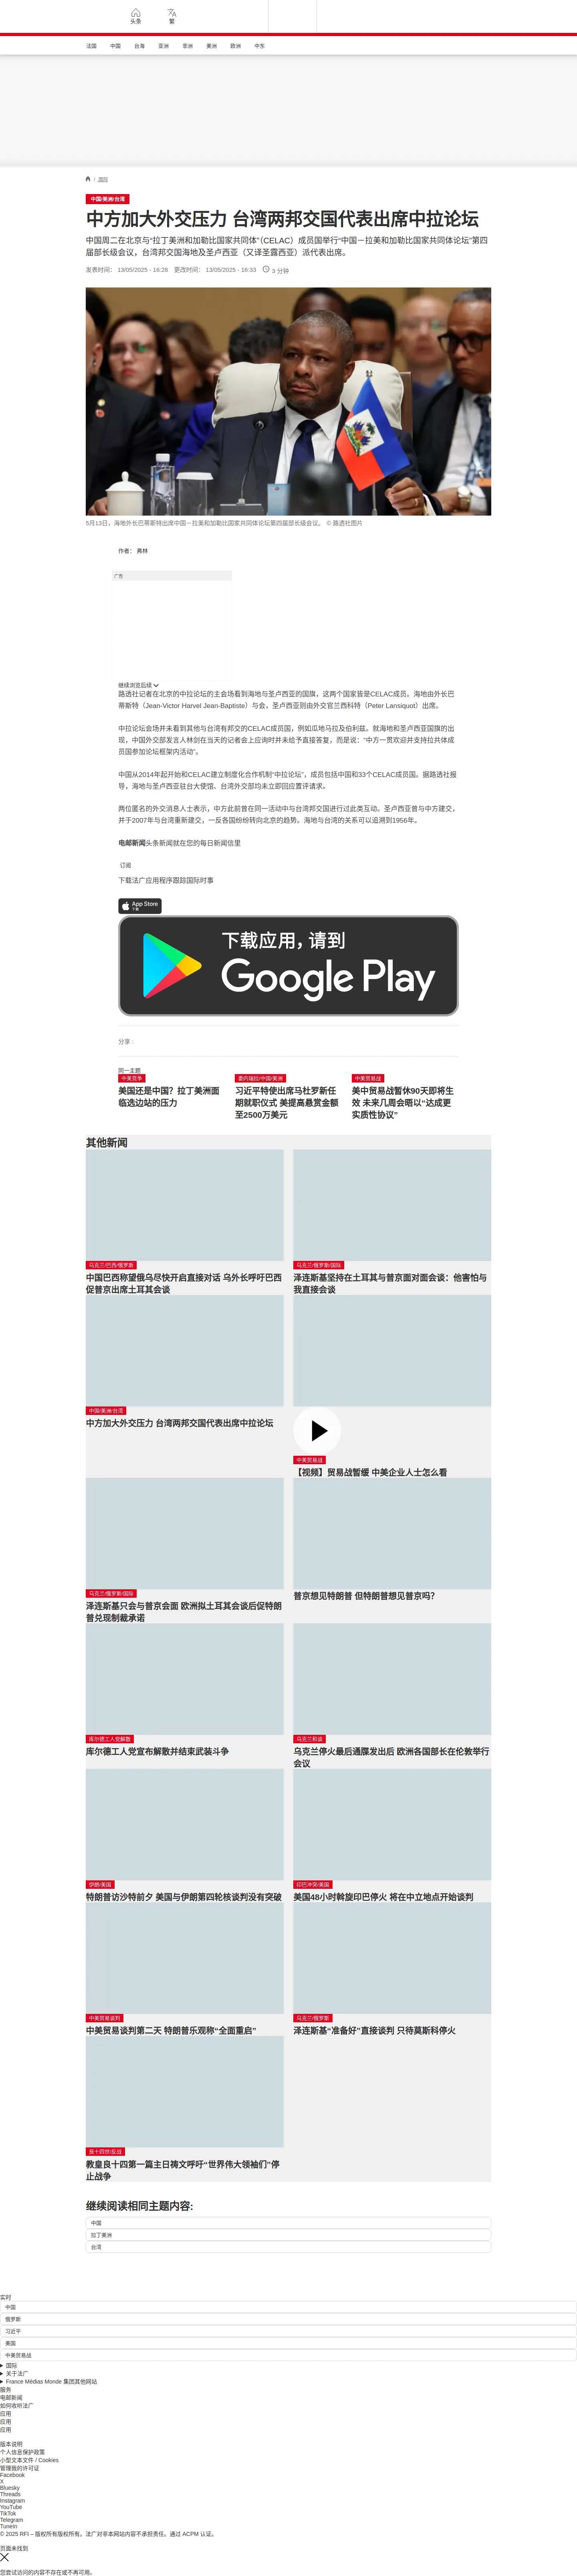 头条
繁
法国
中国
台海
亚洲
非洲
美洲
欧洲
中东
/ 国际
中国/美洲/台湾
中方加大外交压力 台湾两邦交国代表出席中拉论坛
中国周二在北京与“拉丁美洲和加勒比国家共同体”（CELAC）成员国举行“中国－拉美和加勒比国家共同体论坛”第四
届部长级会议，台湾邦交国海地及圣卢西亚（又译圣露西亚）派代表出席。
发表时间： 13/05/2025 - 16:28 更改时间： 13/05/2025 - 16:33 3 分钟
5月13日，海地外长巴蒂斯特出席中国－拉美和加勒比国家共同体论坛第四届部长级会议。 © 路透社图片
作者： 弗林
广告
继续浏览后续
路透社记者在北京的中拉论坛的主会场看到海地与圣卢西亚的国旗，这两个国家皆是CELAC成员。海地由外长巴
蒂斯特（Jean-Victor Harvel Jean-Baptiste）与会，圣卢西亚则由外交官兰西科特（Peter Lansiquot）出席。
中拉论坛会场并未看到其他与台湾有邦交的CELAC成员国，例如瓜地马拉及伯利兹。就海地和圣卢西亚国旗的出
现，中国外交部发言人林剑在当天的记者会上应询时并未给予直接答复，而是说：“中方一贯欢迎并支持拉共体成
员国参加论坛框架内活动”。
中国从2014年起开始和CELAC建立制度化合作机制“中拉论坛”，成员包括中国和33个CELAC成员国。据路透社报
导，海地与圣卢西亚驻台大使馆、台湾外交部均未立即回应置评请求。
两位匿名的外交消息人士表示，中方此前曾在同一活动中与台湾邦交国进行过此类互动。圣卢西亚曾与中方建交，
并于2007年与台湾重新建交，一反各国纷纷转向北京的趋势。海地与台湾的关系可以追溯到1956年。
电邮新闻头条新闻就在您的每日新闻信里
订阅
下载法广应用程序跟踪国际时事
App Store
下载
下载应用，请到
Google Play
分享 :
同一主题
中美竞争
美国还是中国？拉丁美洲面
临选边站的压力
委内瑞拉/中国/美洲
习近平特使出席马杜罗新任
期就职仪式 美提高悬赏金额
至2500万美元
中美贸易战
美中贸易战暂休90天即将生
效 未来几周会晤以“达成更
实质性协议”
其他新闻
乌克兰/巴西/俄罗斯
中国巴西称望俄乌尽快开启直接对话 乌外长呼吁巴西
促普京出席土耳其会谈
乌克兰/俄罗斯/国际
泽连斯基坚持在土耳其与普京面对面会谈：他害怕与
我直接会谈
中国/美洲/台湾
中方加大外交压力 台湾两邦交国代表出席中拉论坛
中美贸易战
【视频】贸易战暂缓 中美企业人士怎么看
乌克兰/俄罗斯/国际
泽连斯基只会与普京会面 欧洲拟土耳其会谈后促特朗
普兑现制裁承诺
普京想见特朗普 但特朗普想见普京吗？
库尔德工人党解散
库尔德工人党宣布解散并结束武装斗争
乌克兰和谈
乌克兰停火最后通牒发出后 欧洲各国部长在伦敦举行
会议
伊朗/美国
特朗普访沙特前夕 美国与伊朗第四轮核谈判没有突破
印巴冲突/美国
美国48小时斡旋印巴停火 将在中立地点开始谈判
中美贸易谈判
中美贸易谈判第二天 特朗普乐观称“全面重启”
乌克兰/俄罗斯
泽连斯基“准备好”直接谈判 只待莫斯科停火
良十四世/反战
教皇良十四第一篇主日祷文呼吁“世界伟大领袖们”停
止战争
继续阅读相同主题内容:
中国
拉丁美洲
台湾
实时
中国
俄罗斯
习近平
美国
中美贸易战
国际
关于法广
France Médias Monde 集团其他网站
服务
电邮新闻
如何收听法广
应用
应用
应用
版本说明
个人信息保护政策
小型文本文件 / Cookies
管理我的许可证
Facebook
X
Bluesky
Threads
Instagram
YouTube
TikTok
Telegram
TuneIn
© 2025 RFI – 版权所有版权所有。法广对非本网站内容不承担责任。通过 ACPM 认证。
页面未找到
您尝试访问的内容不存在或不再可用。